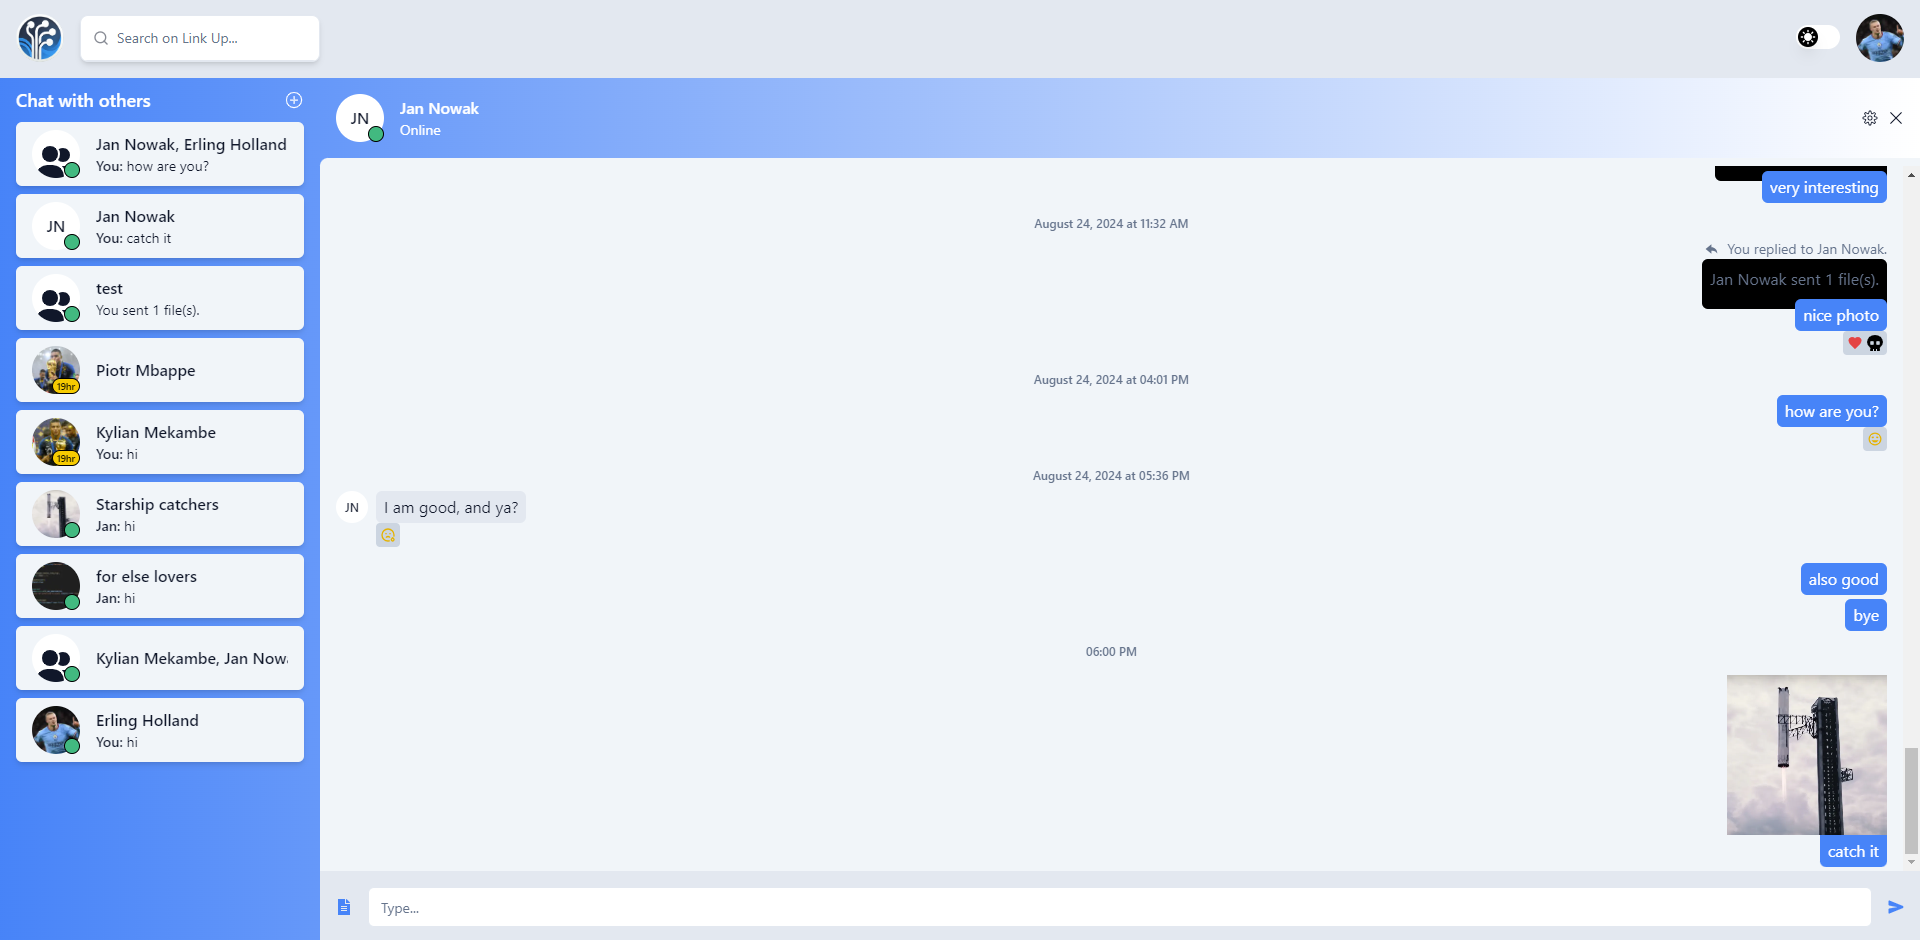 Search on Link Up...
Chat with others
Jan Nowak, Erling Holland
You: how are you?
JN
Jan Nowak
You: catch it
test
You sent 1 file(s).
19hr
Piotr Mbappe
19hr
Kylian Mekambe
You: hi
Starship catchers
Jan: hi
for else lovers
Jan: hi
Kylian Mekambe, Jan Now
Erling Holland
You: hi
JN
Jan Nowak
Online
very interesting
August 24, 2024 at 11:32 AM
You replied to Jan Nowak.
Jan Nowak sent 1 file(s).
nice photo
August 24, 2024 at 04:01 PM
how are you?
August 24, 2024 at 05:36 PM
JN
I am good, and ya?
also good
bye
06:00 PM
catch it
Type...